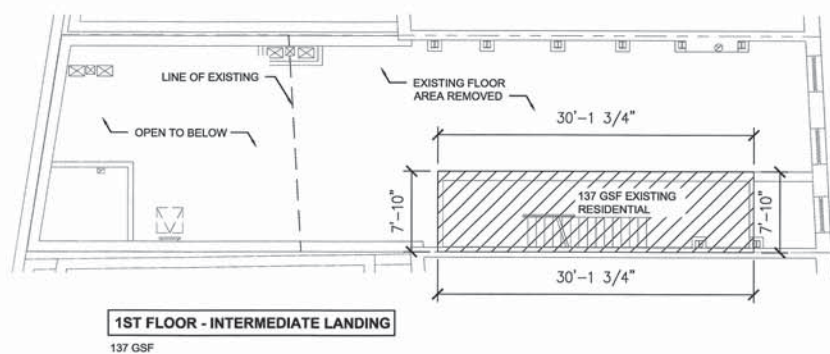 LINE OF EXISTING
EXISTING FLOOR
AREA REMOVED
30'-1 3/4"
OPEN TO BELOW
7'-10"
137 GSF EXISTING
RESIDENTIAL
7'-10"
30'-1 3/4"
1ST FLOOR - INTERMEDIATE LANDING
137 GSF